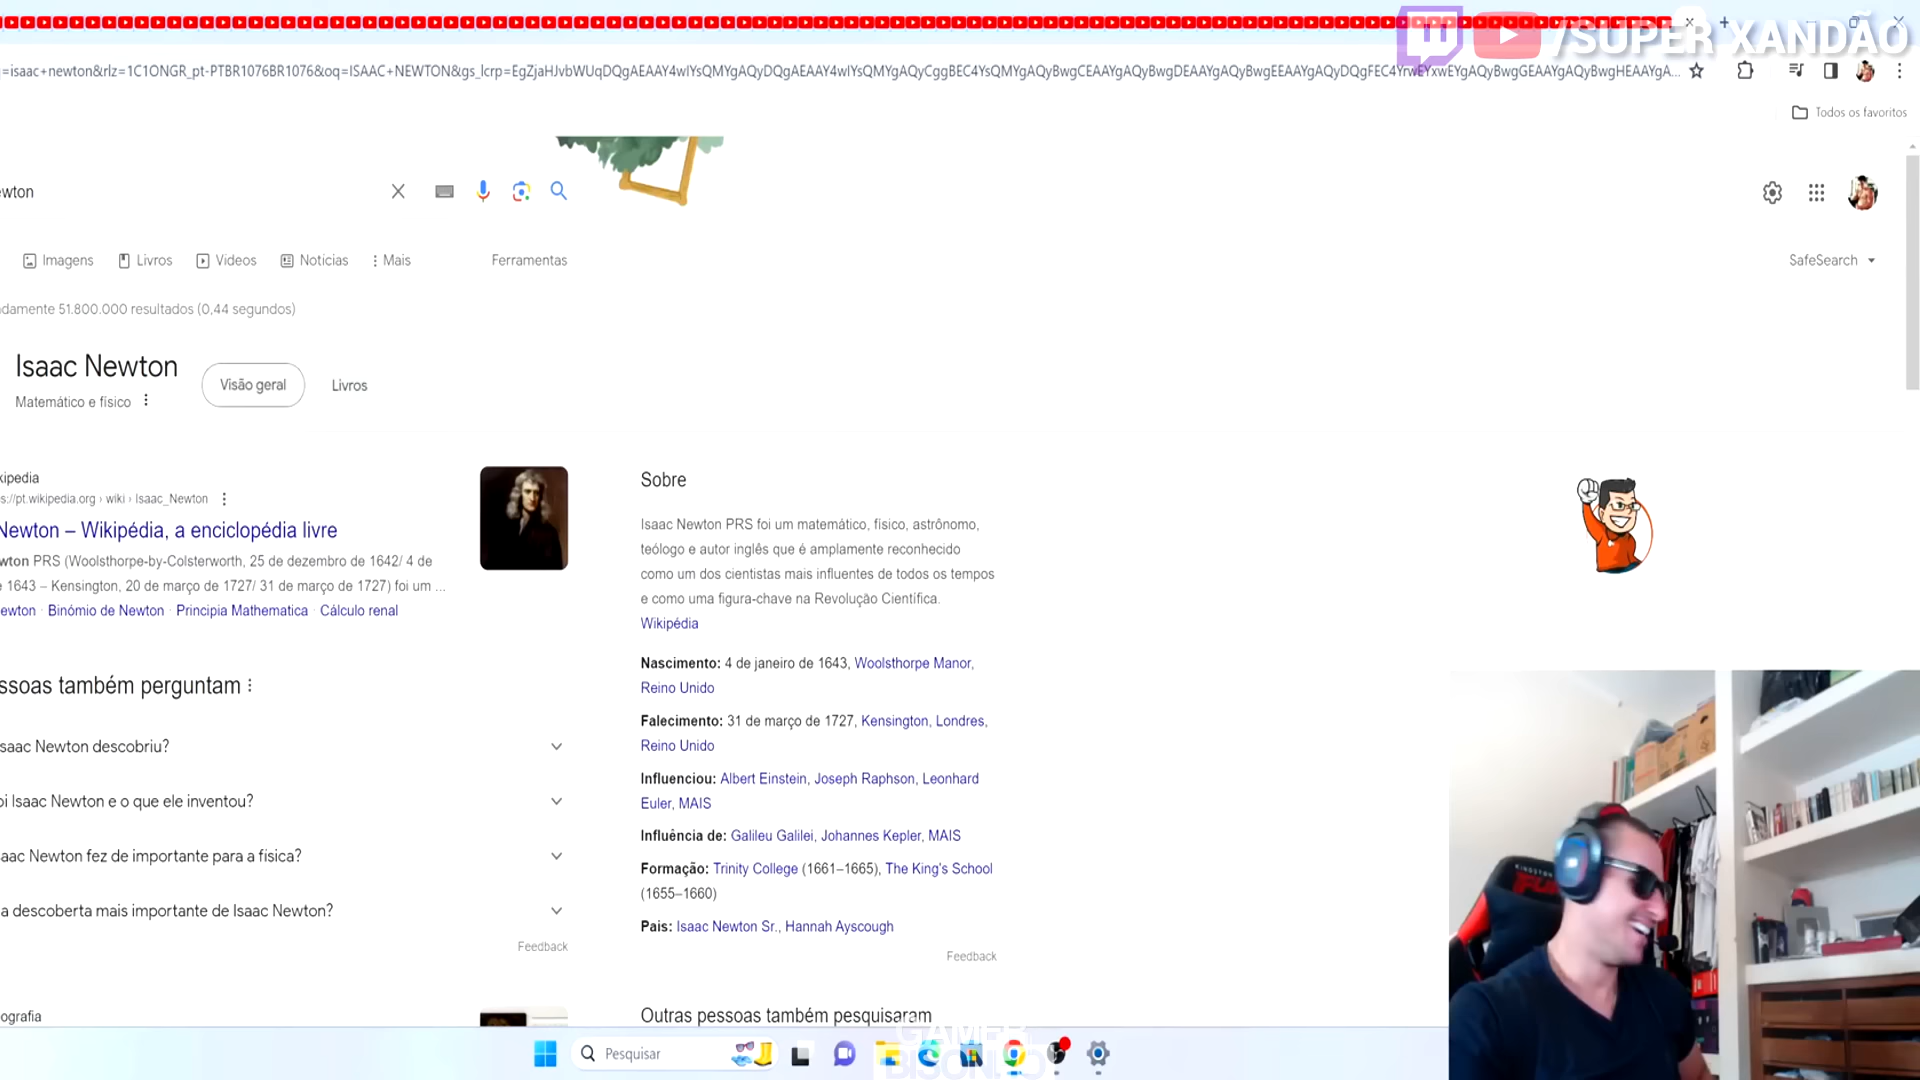 /SUPER XANDÃO
=isaac+newton&rlz=1C1ONGR_pt-PTBR1076BR1076&oq=ISAAC+NEWTON&gs_lcrp=EgZjaHJvbWUqDQgAEAAY4wIYsQMYgAQyDQgAEAAY4wIYsQMYgAQyCggBEC4YsQMYgAQyBwgCEAAYgAQyBwgDEAAYgAQyBwgEEAAYgAQyDQgFEC4YrwEYxwEYgAQyBwgGEAAYgAQyBwgHEAAYgA...
Todos os favoritos
ewton
Imagens Livros Videos Notícias Mais Ferramentas SafeSearch
adamente 51.800.000 resultados (0,44 segundos)
Isaac Newton
Matemático e físico
Visão geral
Livros
kipedia
s://pt.wikipedia.org › wiki › Isaac_Newton
Newton – Wikipédia, a enciclopédia livre
wton PRS (Woolsthorpe-by-Colsterworth, 25 de dezembro de 1642/ 4 de
e 1643 – Kensington, 20 de março de 1727/ 31 de março de 1727) foi um ...
ewton · Binómio de Newton · Principia Mathematica · Cálculo renal
ssoas também perguntam
saac Newton descobriu?
oi Isaac Newton e o que ele inventou?
aac Newton fez de importante para a física?
a descoberta mais importante de Isaac Newton?
Feedback
ografia
Sobre
Isaac Newton PRS foi um matemático, físico, astrônomo,
teólogo e autor inglês que é amplamente reconhecido
como um dos cientistas mais influentes de todos os tempos
e como uma figura-chave na Revolução Científica.
Wikipédia
Nascimento: 4 de janeiro de 1643, Woolsthorpe Manor,
Reino Unido
Falecimento: 31 de março de 1727, Kensington, Londres,
Reino Unido
Influenciou: Albert Einstein, Joseph Raphson, Leonhard
Euler, MAIS
Influência de: Galileu Galilei, Johannes Kepler, MAIS
Formação: Trinity College (1661–1665), The King's School
(1655–1660)
Pais: Isaac Newton Sr., Hannah Ayscough
Feedback
Outras pessoas também pesquisaram
Pesquisar
GAMER
BISONHO